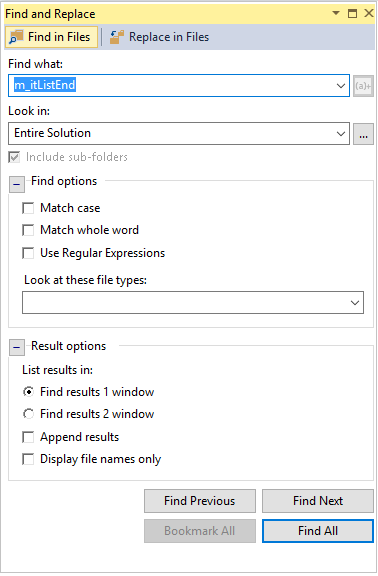 Find and Replace
Find in Files Replace in Files
Find what:
m_itListEnd
(a)+
Look in:
Entire Solution
...
Include sub-folders
Find options
Match case
Match whole word
Use Regular Expressions
Look at these file types:
Result options
List results in:
Find results 1 window
Find results 2 window
Append results
Display file names only
Find Previous Find Next
Bookmark All Find All